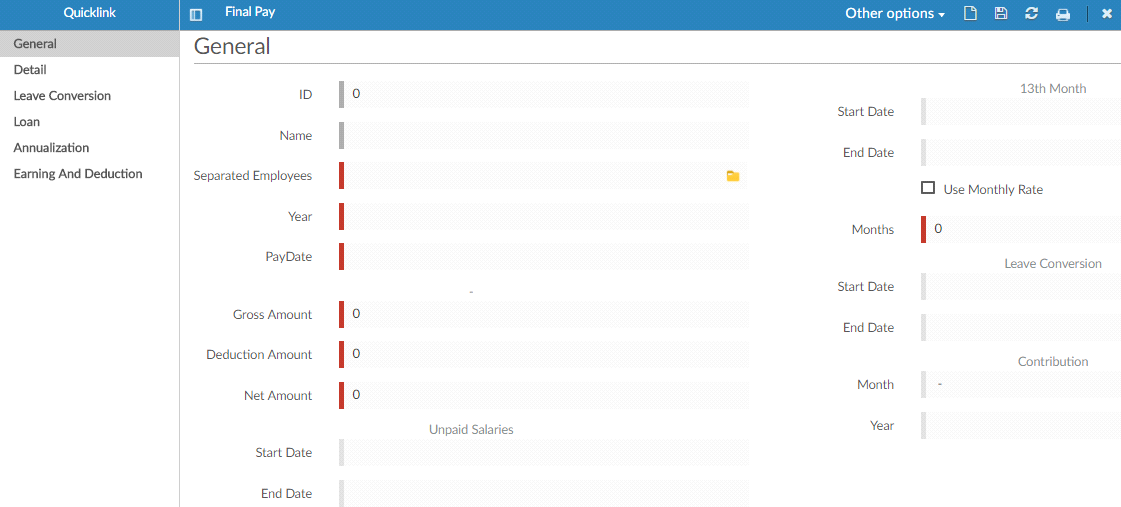 Quicklink
Final Pay
Other options
General
Detail
Leave Conversion
Loan
Annualization
Earning And Deduction
General
ID 0
Name
Separated Employees
Year
PayDate
-
Gross Amount 0
Deduction Amount 0
Net Amount 0
Unpaid Salaries
Start Date
End Date
13th Month
Start Date
End Date
Use Monthly Rate
Months 0
Leave Conversion
Start Date
End Date
Contribution
Month -
Year